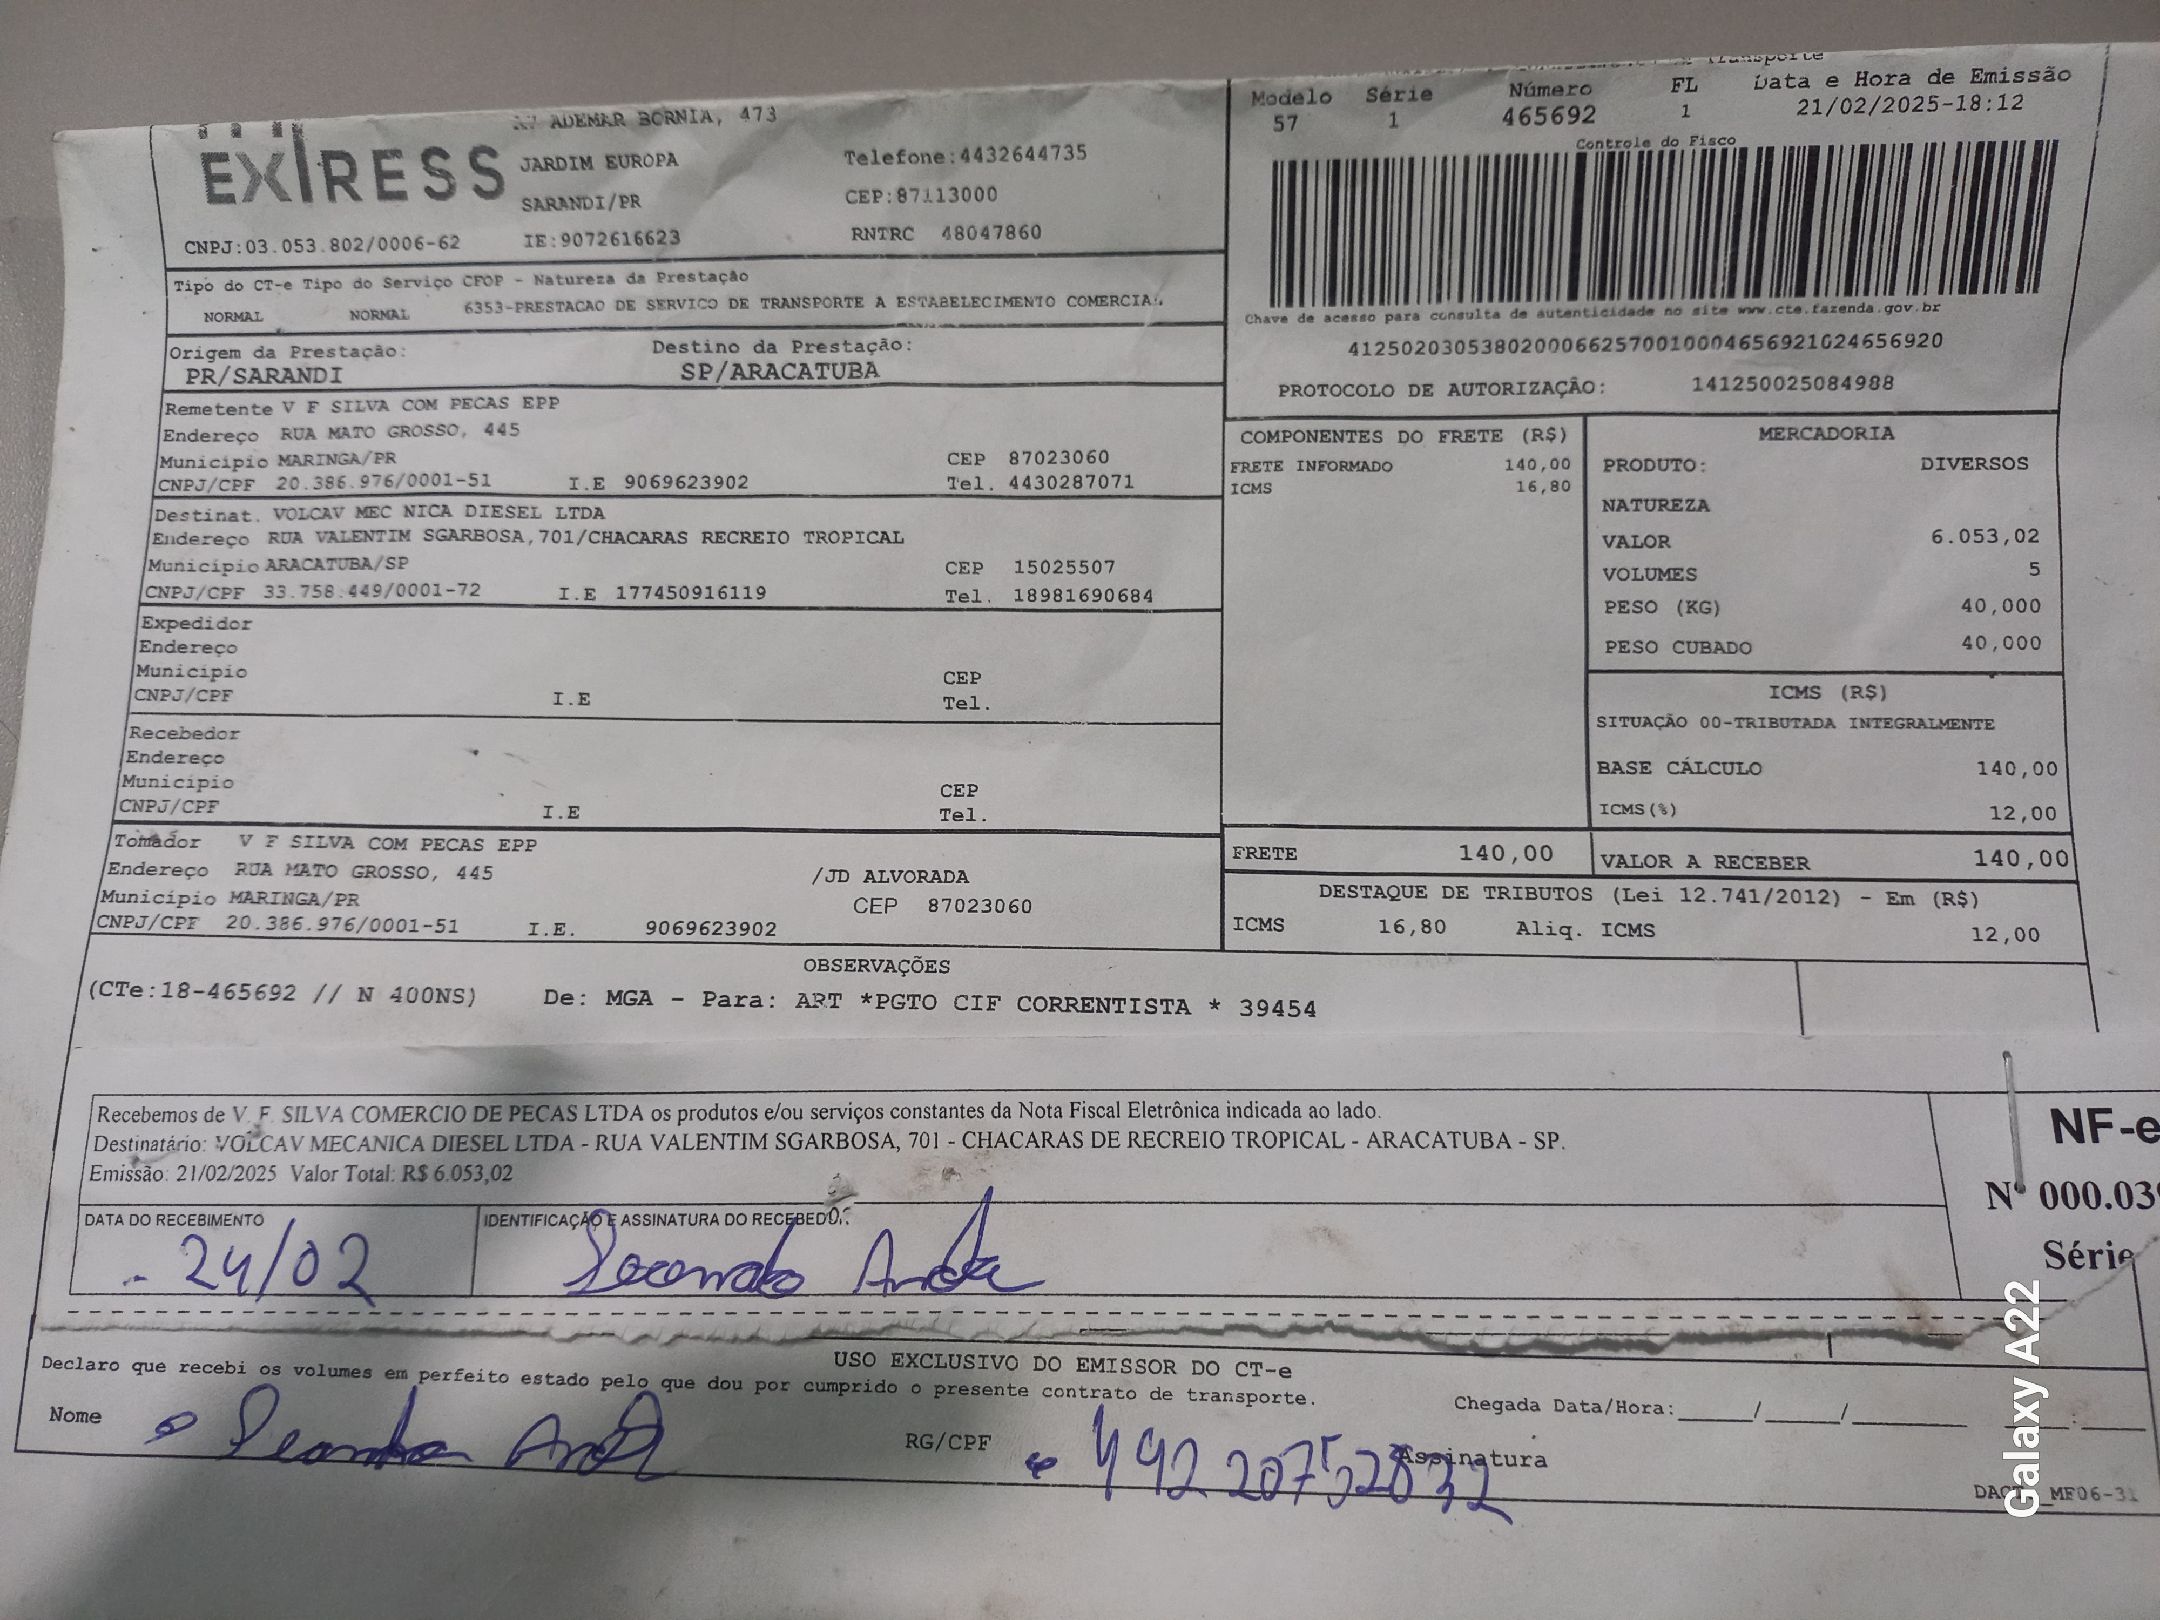 EXPRESS
ADEMAR BORNIA, 473
JARDIM EUROPA
SARANDI/PR
Telefone:4432644735
CEP:87113000
CNPJ:03.053.802/0006-62 IE:9072616623 RNTRC 48047860
Transporte
Modelo Série Número FL Data e Hora de Emissão
57 1 465692 1 21/02/2025-18:12
Controle do Fisco
Chave de acesso para consulta de autenticidade no site www.cte.fazenda.gov.br
PROTOCOLO DE AUTORIZAÇÃO: 141250025084988
Tipo do CT-e Tipo do Serviço CFOP - Natureza da Prestação
NORMAL NORMAL 6353-PRESTACAO DE SERVICO DE TRANSPORTE A ESTABELECIMENTO COMERCIAL
Origem da Prestação: Destino da Prestação:
PR/SARANDI SP/ARACATUBA
Remetente V F SILVA COM PECAS EPP
Endereço RUA MATO GROSSO, 445
Município MARINGA/PR CEP 87023060
CNPJ/CPF 20.386.976/0001-51 I.E 9069623902 Tel. 4430287071
Destinat. VOLCAV MEC NICA DIESEL LTDA
Endereço RUA VALENTIM SGARBOSA,701/CHACARAS RECREIO TROPICAL
Município ARACATUBA/SP CEP 15025507
CNPJ/CPF 33.758.449/0001-72 I.E 177450916119 Tel. 18981690684
Expedidor
Endereço
Município CEP
CNPJ/CPF I.E Tel.
Recebedor
Endereço
Município CEP
CNPJ/CPF I.E Tel.
Tomador V F SILVA COM PECAS EPP
Endereço RUA MATO GROSSO, 445 /JD ALVORADA
Município MARINGA/PR CEP 87023060
CNPJ/CPF 20.386.976/0001-51 I.E. 9069623902
COMPONENTES DO FRETE (R$)
FRETE INFORMADO 140,00
ICMS 16,80
MERCADORIA
PRODUTO: DIVERSOS
NATUREZA
VALOR 6.053,02
VOLUMES 5
PESO (KG) 40,000
PESO CUBADO 40,000
ICMS (R$)
SITUAÇÃO 00-TRIBUTADA INTEGRALMENTE
BASE CÁLCULO 140,00
ICMS(%) 12,00
FRETE 140,00 VALOR A RECEBER 140,00
DESTAQUE DE TRIBUTOS (Lei 12.741/2012) - Em (R$)
ICMS 16,80 Aliq. ICMS 12,00
OBSERVAÇÕES
(CTe:18-465692 // N 400NS) De: MGA - Para: ART *PGTO CIF CORRENTISTA * 39454
Recebemos de V. F. SILVA COMERCIO DE PECAS LTDA os produtos e/ou serviços constantes da Nota Fiscal Eletrônica indicada ao lado.
Destinatário: VOLCAV MECANICA DIESEL LTDA - RUA VALENTIM SGARBOSA, 701 - CHACARAS DE RECREIO TROPICAL - ARACATUBA - SP.
Emissão: 21/02/2025 Valor Total: R$ 6.053,02
NF-e
Nº 000.03
Série
DATA DO RECEBIMENTO IDENTIFICAÇÃO E ASSINATURA DO RECEBEDOR
24/02
USO EXCLUSIVO DO EMISSOR DO CT-e
Declaro que recebi os volumes em perfeito estado pelo que dou por cumprido o presente contrato de transporte.
Chegada Data/Hora:_____/_____/_______ :
Nome RG/CPF Assinatura
MF06-31
Galaxy A22